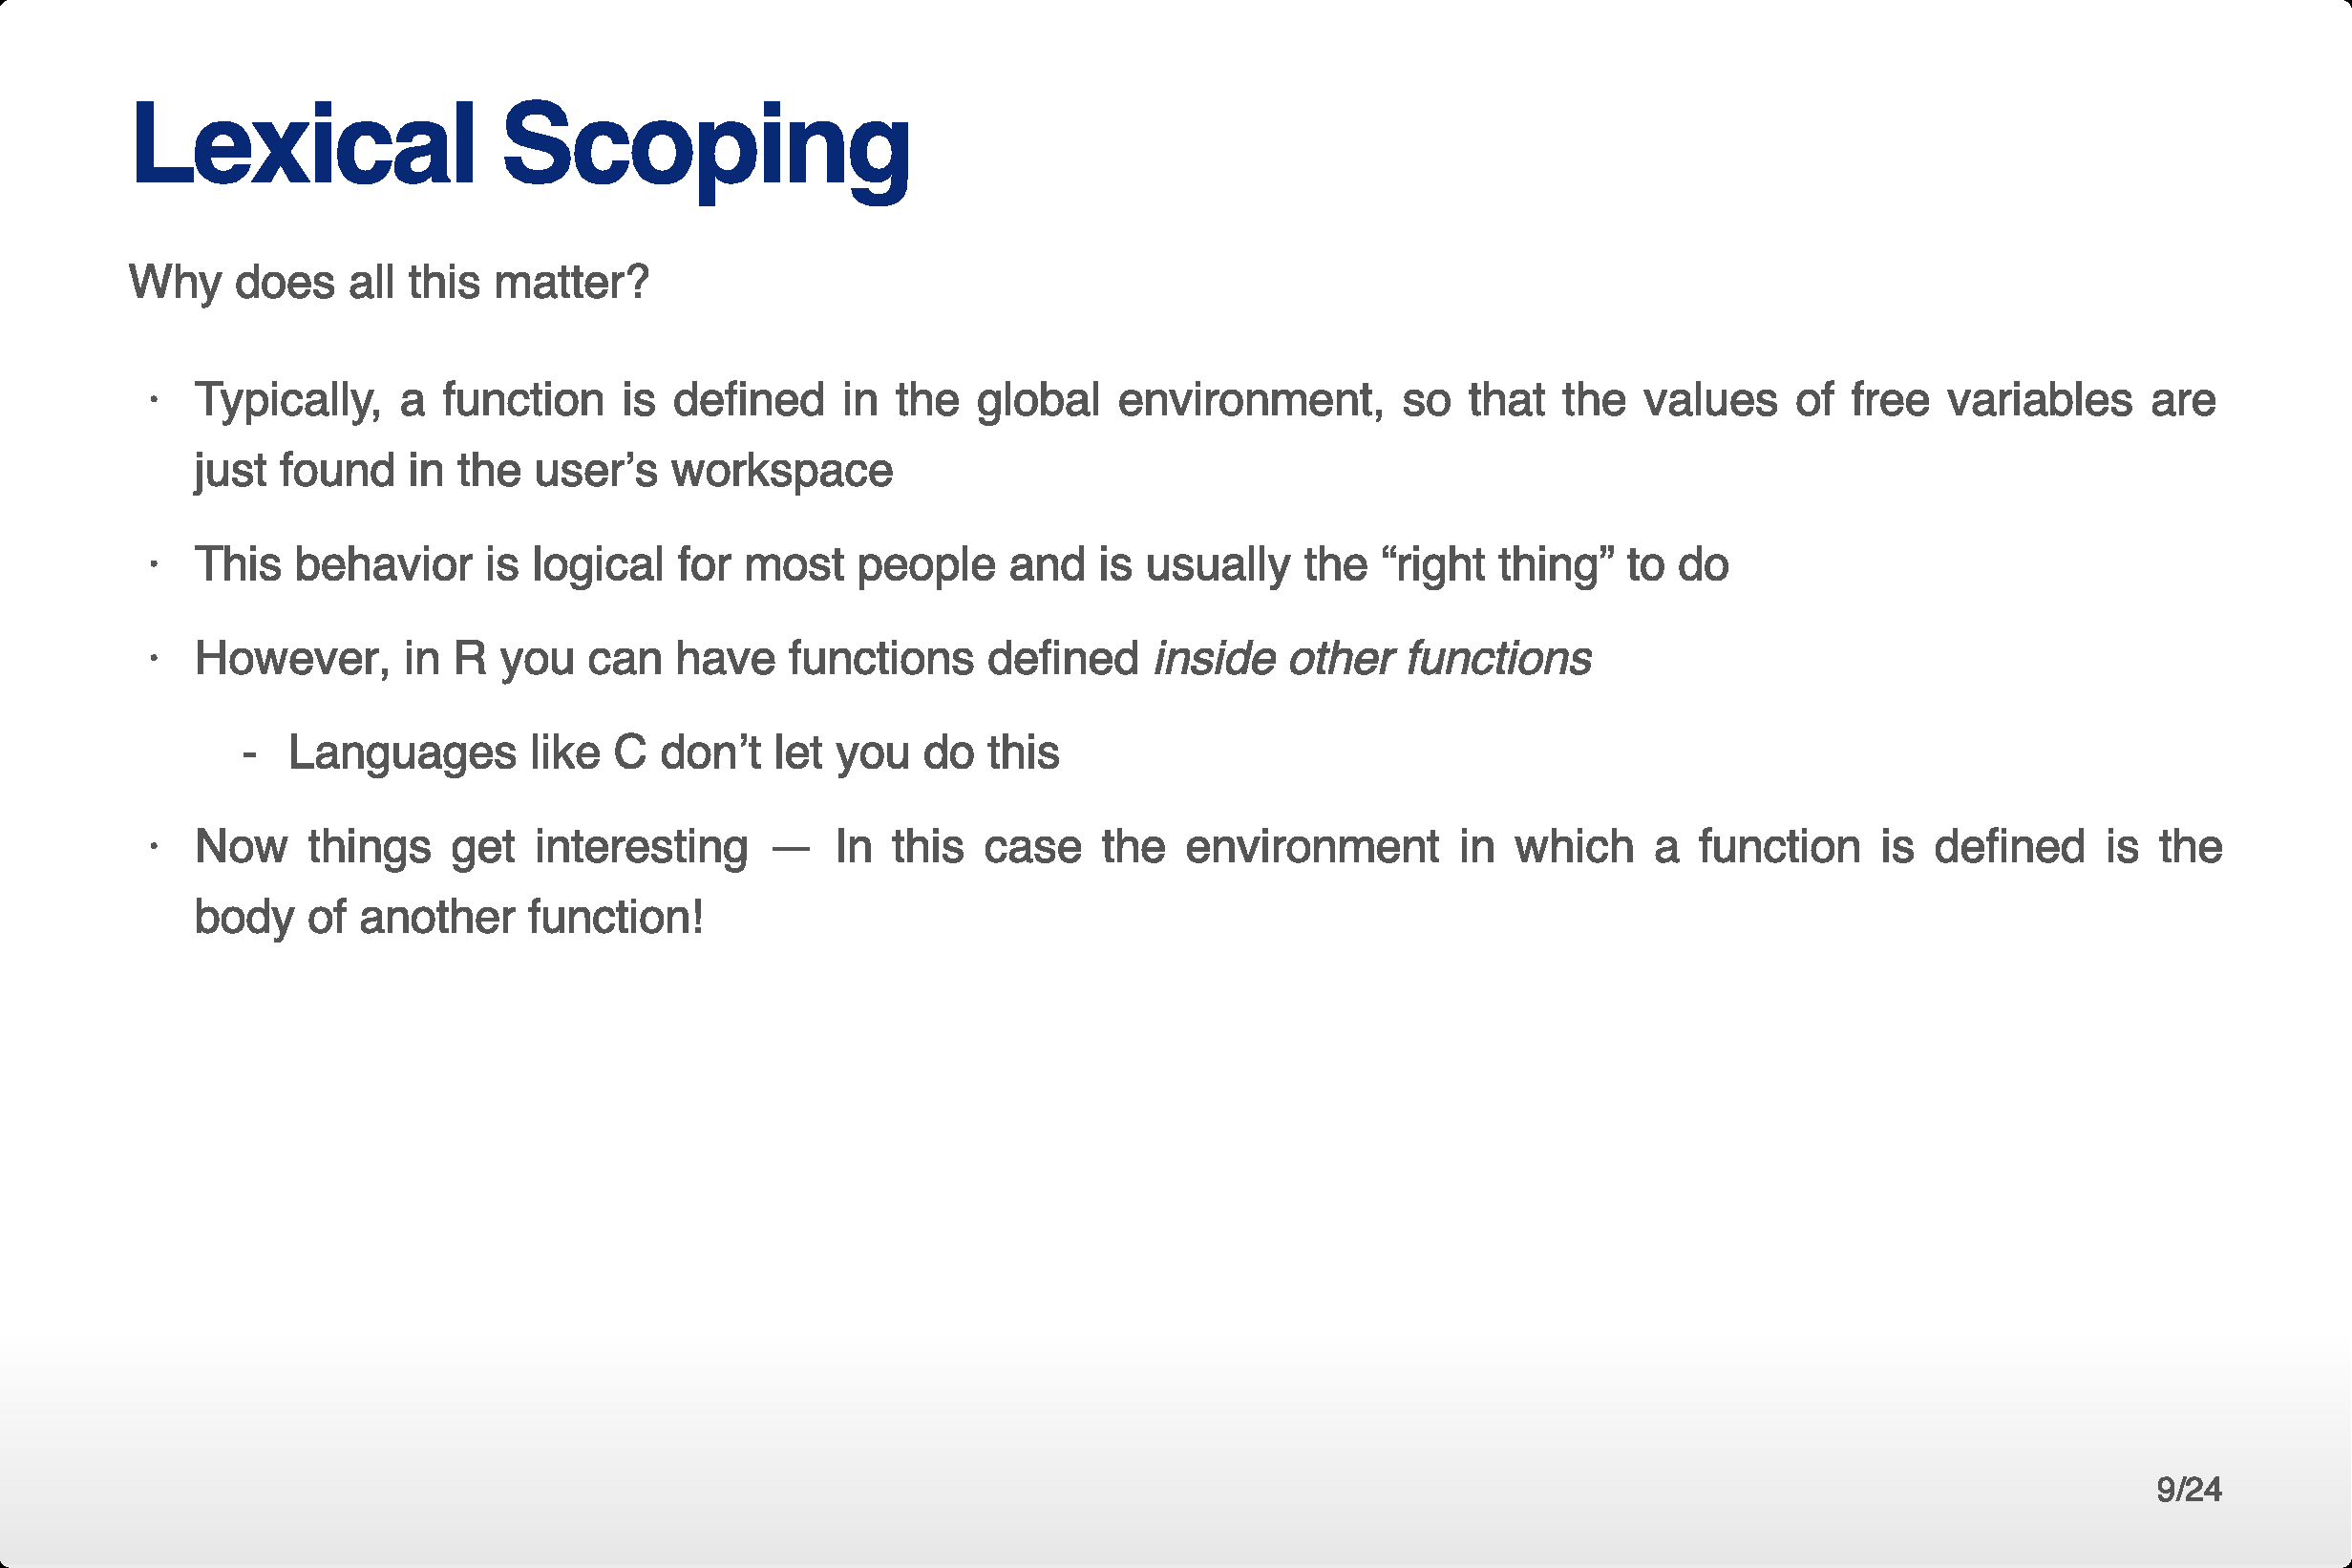 Lexical Scoping
Why does all this matter?
· Typically, a function is defined in the global environment, so that the values of free variables are
just found in the user’s workspace
· This behavior is logical for most people and is usually the “right thing” to do
· However, in R you can have functions defined inside other functions
- Languages like C don’t let you do this
· Now things get interesting — In this case the environment in which a function is defined is the
body of another function!
9/24